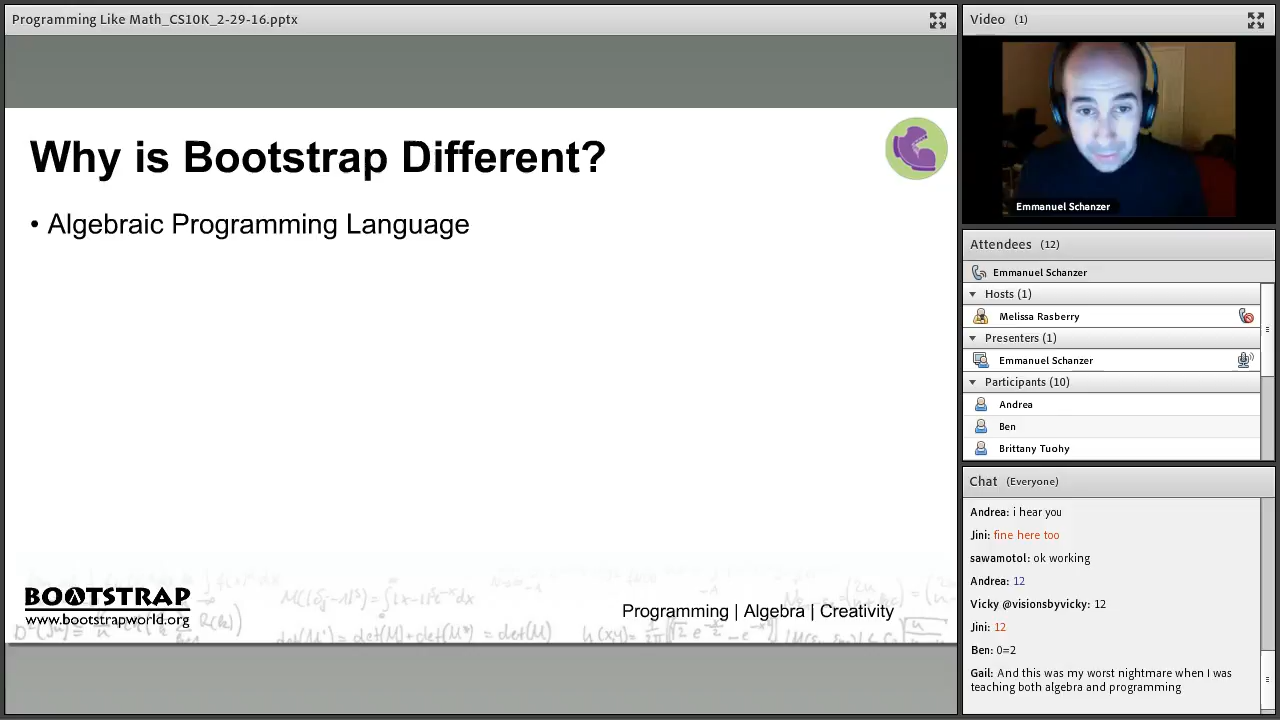 Programming Like Math_CS10K_2-29-16.pptx
Why is Bootstrap Different?
• Algebraic Programming Language
BOOTSTRAP
www.bootstrapworld.org
Programming | Algebra | Creativity
Video (1)
Emmanuel Schanzer
Attendees (12)
Emmanuel Schanzer
Hosts (1)
Melissa Rasberry
Presenters (1)
Emmanuel Schanzer
Participants (10)
Andrea
Ben
Brittany Tuohy
Chat (Everyone)
Andrea: i hear you
Jini: fine here too
sawamotol: ok working
Andrea: 12
Vicky @visionsbyvicky: 12
Jini: 12
Ben: 0=2
Gail: And this was my worst nightmare when I was
teaching both algebra and programming